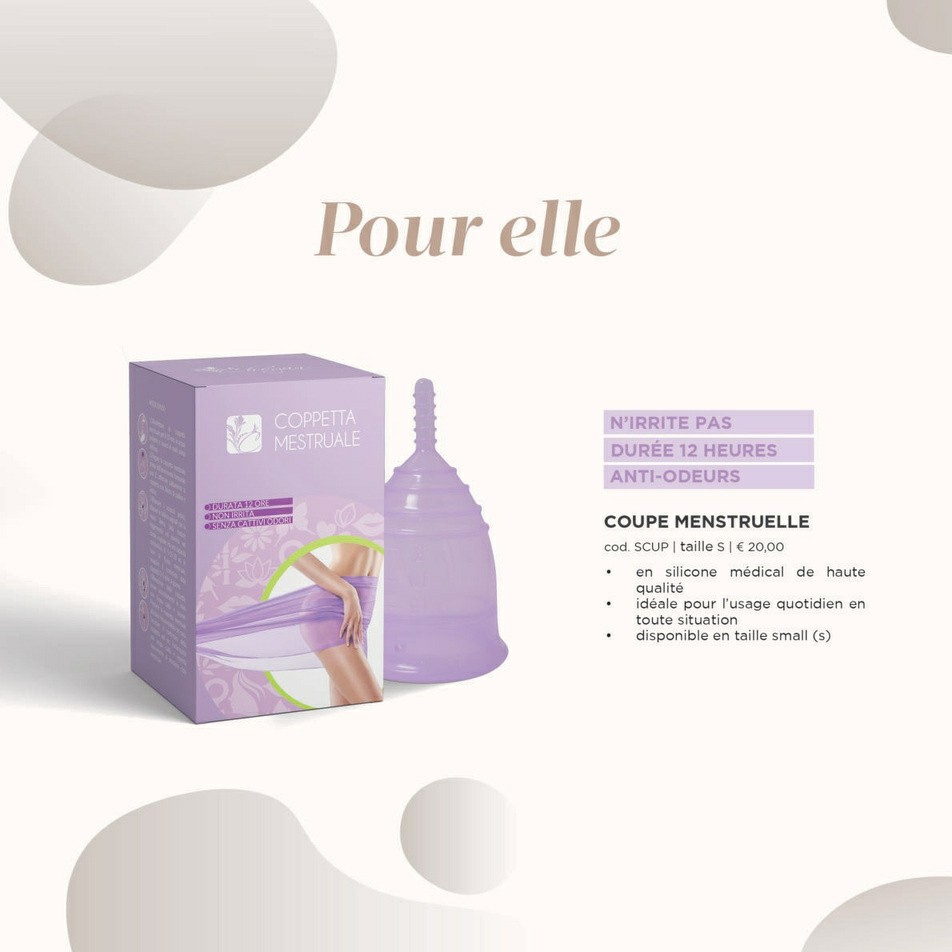 Pour elle
COPPETTA
MESTRUALE
DURATA 12 ORE
NON IRRITA
SENZA CATTIVI ODORI
N'IRRITE PAS
DURÉE 12 HEURES
ANTI-ODEURS
COUPE MENSTRUELLE
cod. SCUP | taille S | € 20,00
• en silicone médical de haute
qualité
• idéale pour l'usage quotidien en
toute situation
• disponible en taille small (s)